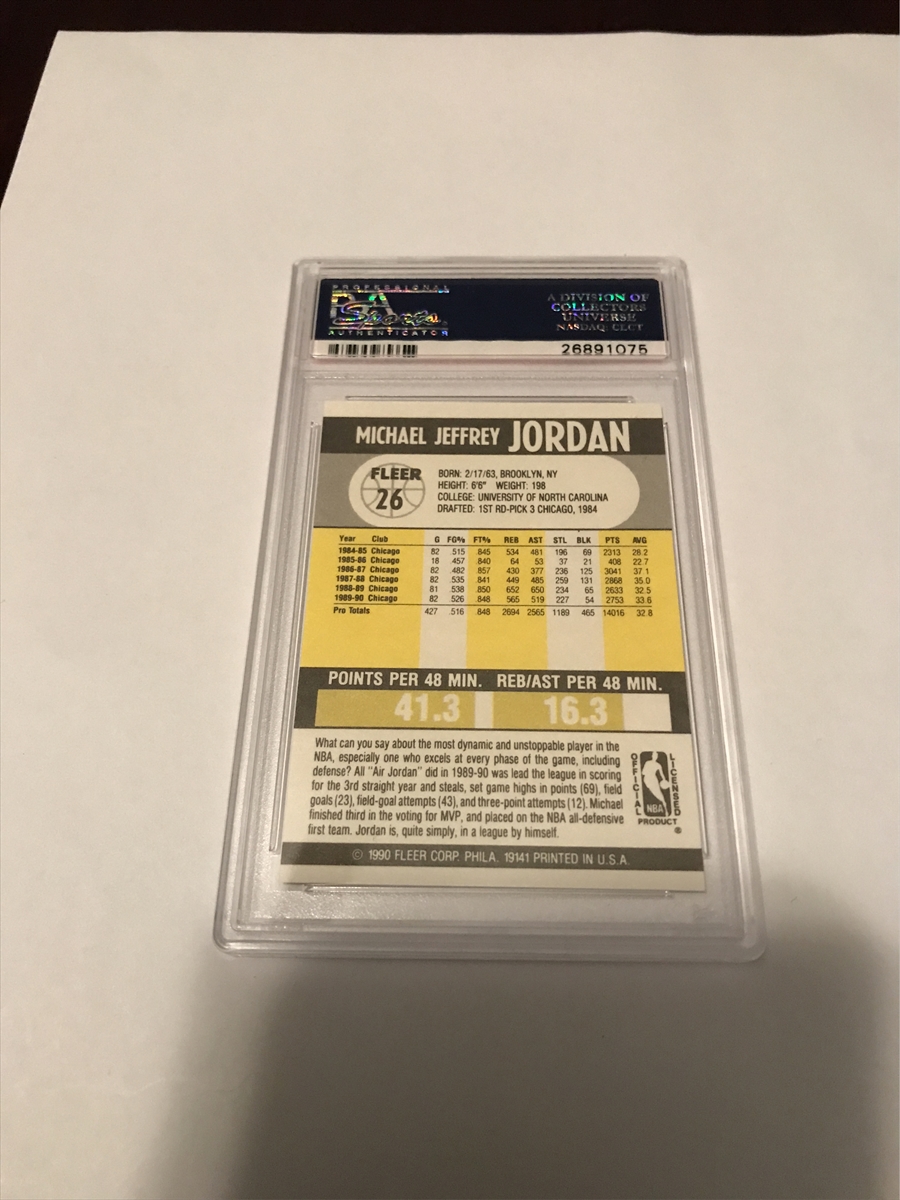 PROFESSIONAL
PSA
Sports
AUTHENTICATOR
A DIVISION OF
COLLECTORS
UNIVERSE
NASDAQ: CLCT
26891075
MICHAEL JEFFREY JORDAN
FLEER
26
BORN: 2/17/63, BROOKLYN, NY
HEIGHT: 6'6" WEIGHT: 198
COLLEGE: UNIVERSITY OF NORTH CAROLINA
DRAFTED: 1ST RD-PICK 3 CHICAGO, 1984
Year Club G FG% FT% REB AST STL BLK PTS AVG
1984-85 Chicago 82 .515 .845 534 481 196 69 2313 28.2
1985-86 Chicago 18 .457 .840 64 53 37 21 408 22.7
1986-87 Chicago 82 .482 .857 430 377 236 125 3041 37.1
1987-88 Chicago 82 .535 .841 449 485 259 131 2868 35.0
1988-89 Chicago 81 .538 .850 652 650 234 65 2633 32.5
1989-90 Chicago 82 .526 .848 565 519 227 54 2753 33.6
Pro Totals 427 .516 .848 2694 2565 1189 465 14016 32.8
POINTS PER 48 MIN. REB/AST PER 48 MIN.
41.3 16.3
What can you say about the most dynamic and unstoppable player in the
NBA, especially one who excels at every phase of the game, including
defense? All "Air Jordan" did in 1989-90 was lead the league in scoring
for the 3rd straight year and steals, set game highs in points (69), field
goals (23), field-goal attempts (43), and three-point attempts (12). Michael
finished third in the voting for MVP, and placed on the NBA all-defensive
first team. Jordan is, quite simply, in a league by himself.
OFFICIAL
LICENSED
NBA
PRODUCT
®
© 1990 FLEER CORP. PHILA. 19141 PRINTED IN U.S.A.